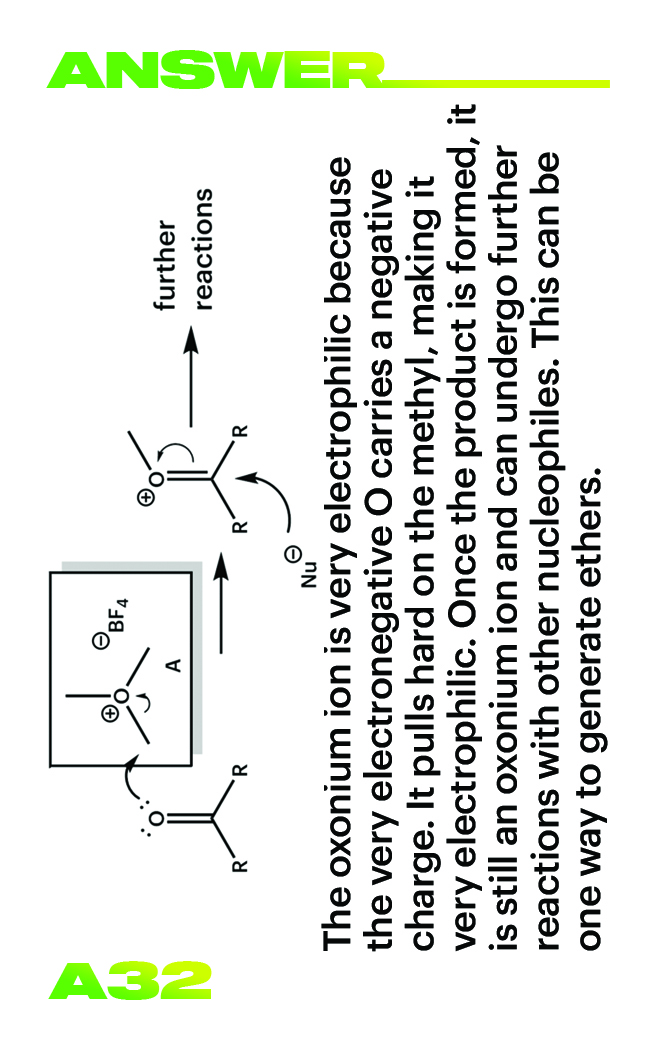 ANSWER
further
reactions
⊕
O
R
R
⊖
Nu
⊕
O
⊖
BF4
A
O
R
R
The oxonium ion is very electrophilic because
the very electronegative O carries a negative
charge. It pulls hard on the methyl, making it
very electrophilic. Once the product is formed, it
is still an oxonium ion and can undergo further
reactions with other nucleophiles. This can be
one way to generate ethers.
A32